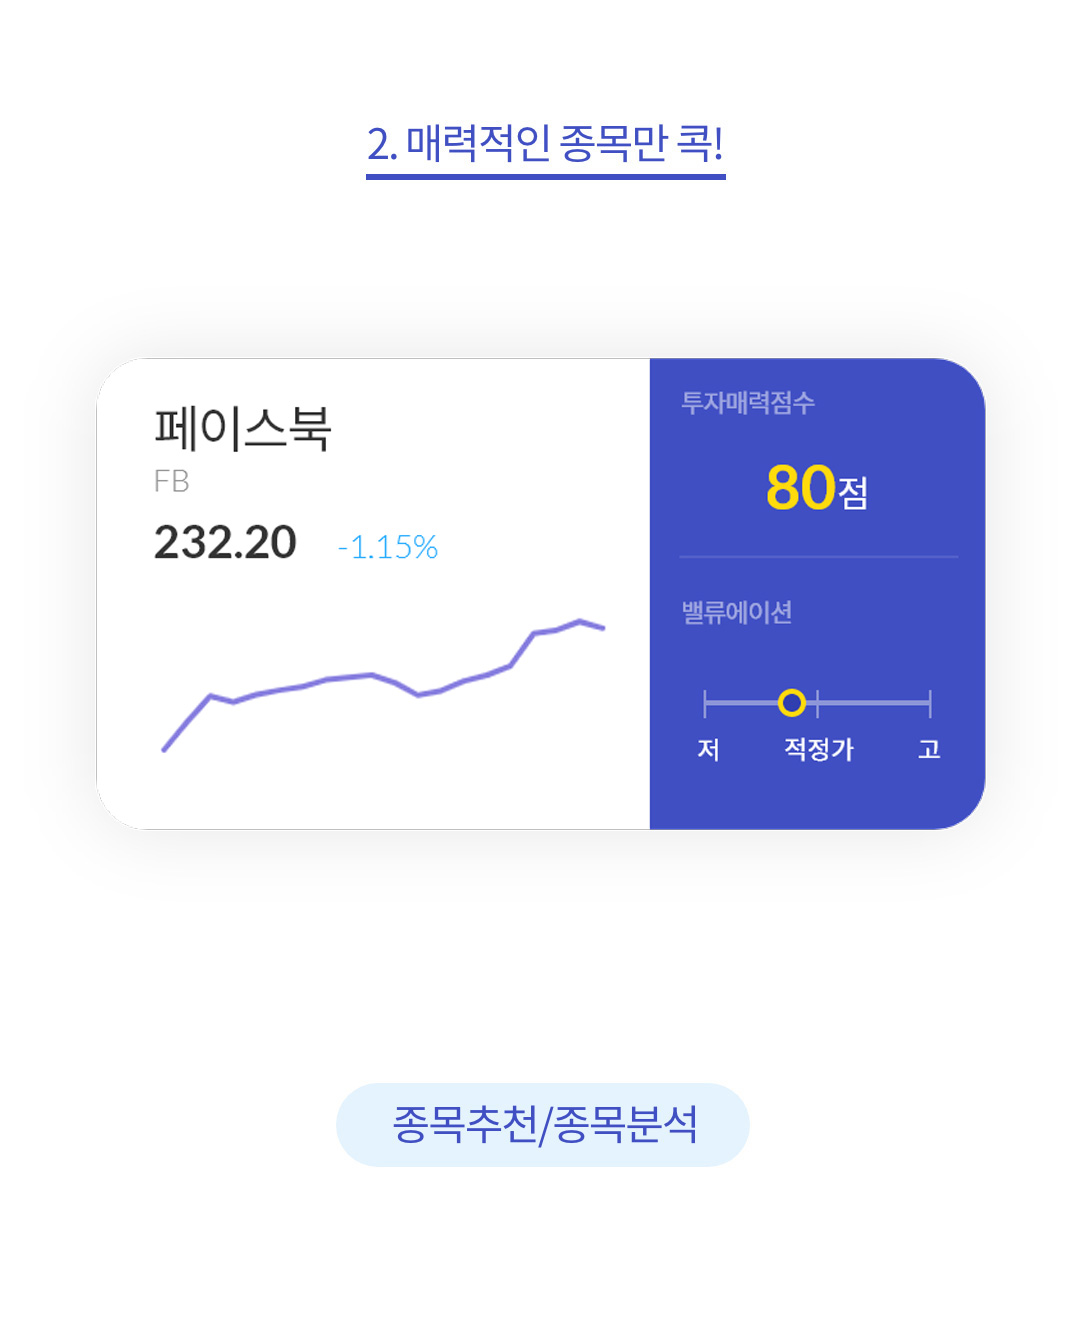 2. 매력적인 종목만 콕!
페이스북
FB
232.20 -1.15%
투자매력점수
80점
밸류에이션
저 적정가 고
종목추천/종목분석